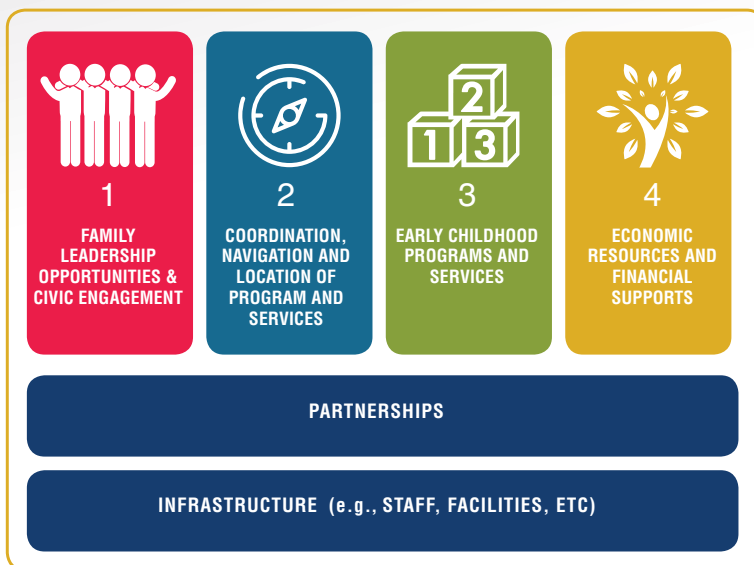 1
FAMILY
LEADERSHIP
OPPORTUNITIES &
CIVIC ENGAGEMENT
2
COORDINATION,
NAVIGATION AND
LOCATION OF
PROGRAM AND
SERVICES
2
1 3
3
EARLY CHILDHOOD
PROGRAMS AND
SERVICES
4
ECONOMIC
RESOURCES AND
FINANCIAL
SUPPORTS
PARTNERSHIPS
INFRASTRUCTURE (e.g., STAFF, FACILITIES, ETC)